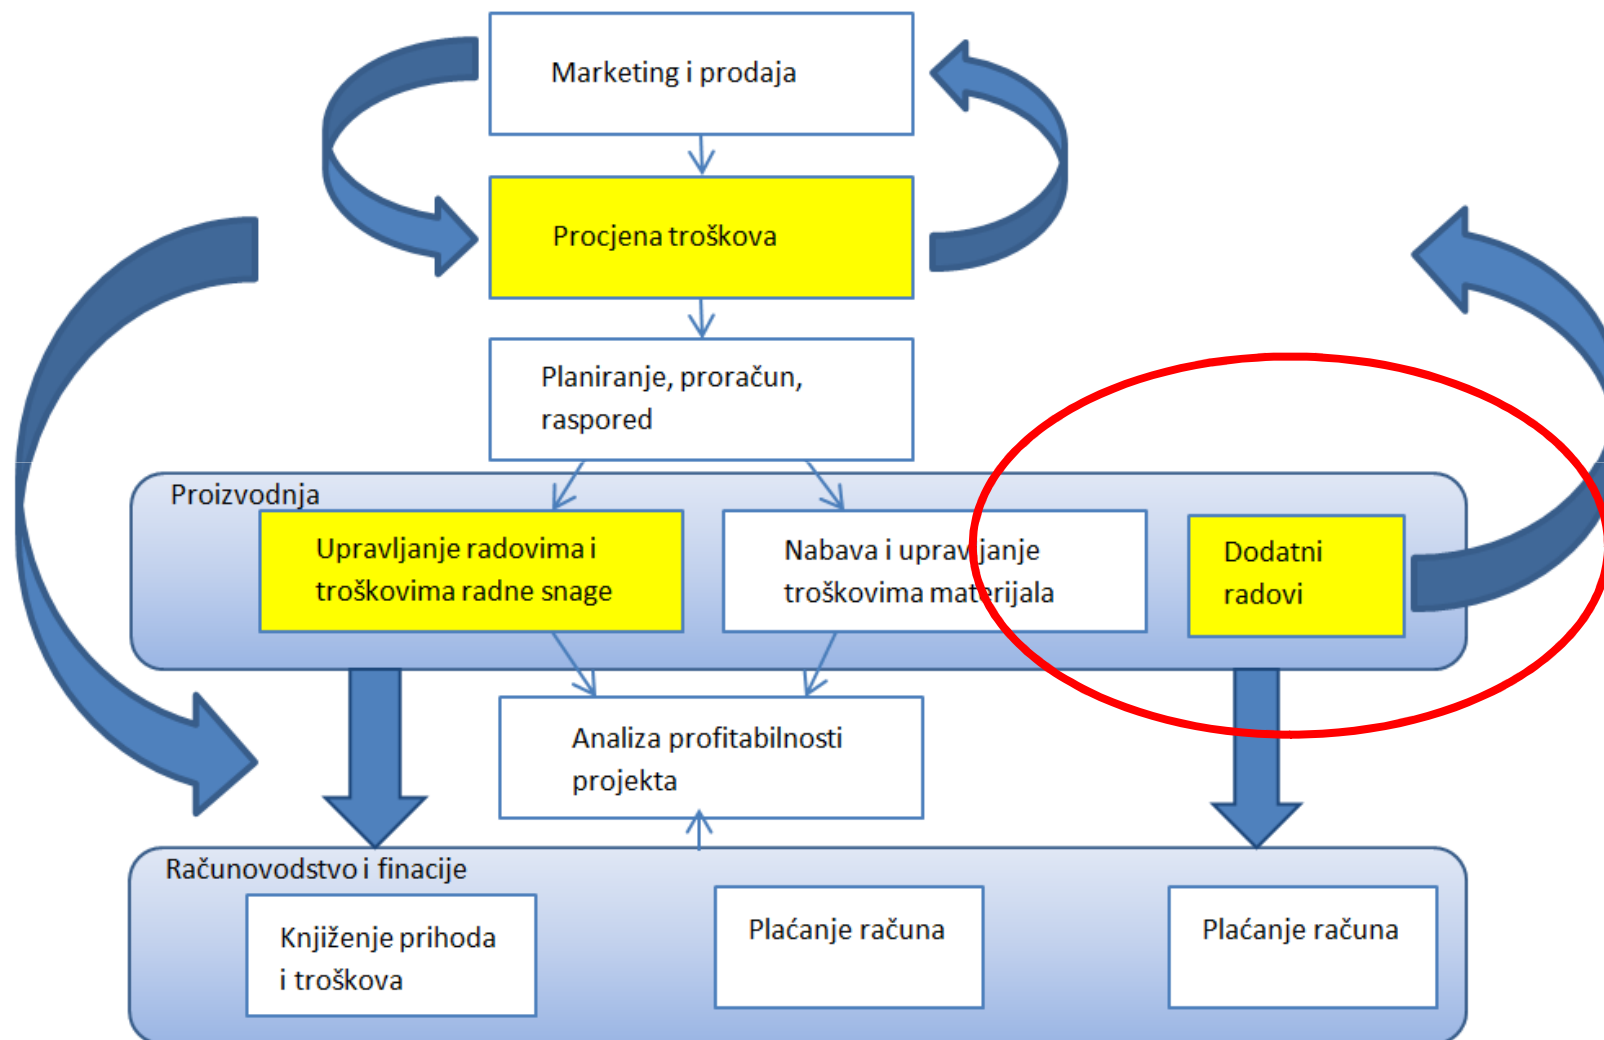 Marketing i prodaja
Procjena troškova
Planiranje, proračun,
raspored
Proizvodnja
Upravljanje radovima i
troškovima radne snage
Nabava i upravljanje
troškovima materijala
Dodatni
radovi
Analiza profitabilnosti
projekta
Računovodstvo i finacije
Knjiženje prihoda
i troškova
Plaćanje računa
Plaćanje računa